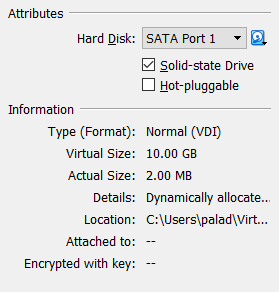 Attributes
Hard Disk: SATA Port 1
Solid-state Drive
Hot-pluggable
Information
Type (Format): Normal (VDI)
Virtual Size: 10.00 GB
Actual Size: 2.00 MB
Details: Dynamically allocate...
Location: C:\Users\palad\Virt...
Attached to: --
Encrypted with key: --